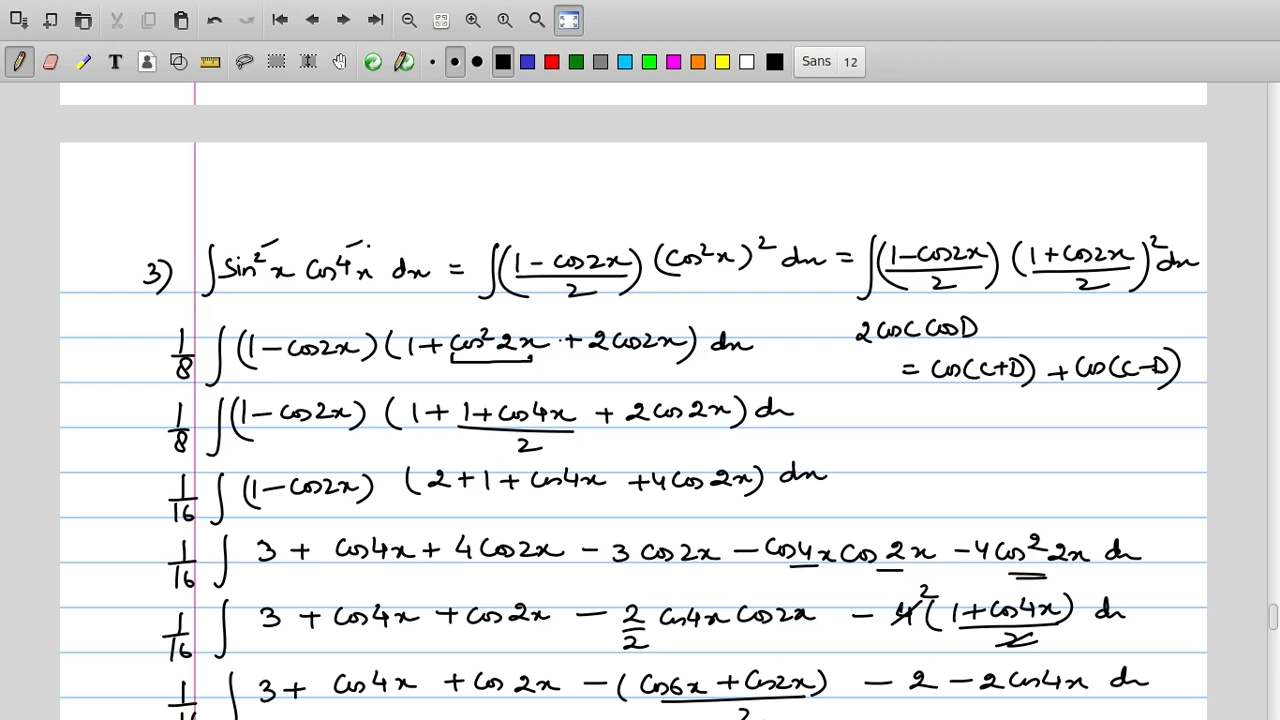 Sans 12
3) ∫ sin²x cos⁴x dx = ∫ ((1 - cos2x)/2) (cos²x)² dx = ∫ ((1-cos2x)/2) ((1+cos2x)/2)² dx
1/8 ∫ (1-cos2x)(1+cos²2x + 2cos2x) dx
2 cosC cosD
= cos(C+D) + cos(C-D)
1/8 ∫ (1-cos2x) (1 + (1+cos4x)/2 + 2cos2x) dx
1/16 ∫ (1-cos2x) (2+1+cos4x +4cos2x) dx
1/16 ∫ 3 + cos4x + 4cos2x - 3cos2x - cos4x cos2x - 4cos²2x dx
1/16 ∫ 3 + cos4x + cos2x - 2/2 cos4x cos2x - 4² ((1+cos4x)/2) dx
1/16 ∫ 3 + cos4x + cos2x - (cos6x + cos2x)/2 - 2 - 2cos4x dx